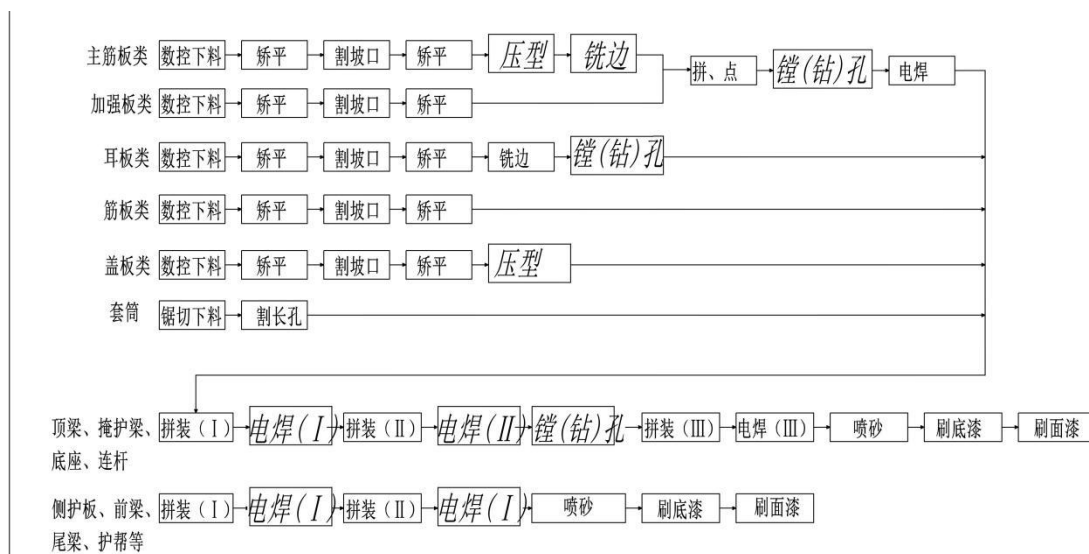 主筋板类 数控下料 矫平 割坡口 矫平 压型 铣边 拼、点 镗(钻)孔 电焊
加强板类 数控下料 矫平 割坡口 矫平
耳板类 数控下料 矫平 割坡口 矫平 铣边 镗(钻)孔
筋板类 数控下料 矫平 割坡口 矫平
盖板类 数控下料 矫平 割坡口 矫平 压型
套筒 锯切下料 割长孔
顶梁、掩护梁、 拼装(Ⅰ) 电焊(Ⅰ) 拼装(Ⅱ) 电焊(Ⅱ) 镗(钻)孔 拼装(Ⅲ) 电焊(Ⅲ) 喷砂 刷底漆 刷面漆
底座、连杆
侧护板、前梁、 拼装(Ⅰ) 电焊(Ⅰ) 拼装(Ⅱ) 电焊(Ⅰ) 喷砂 刷底漆 刷面漆
尾梁、护帮等